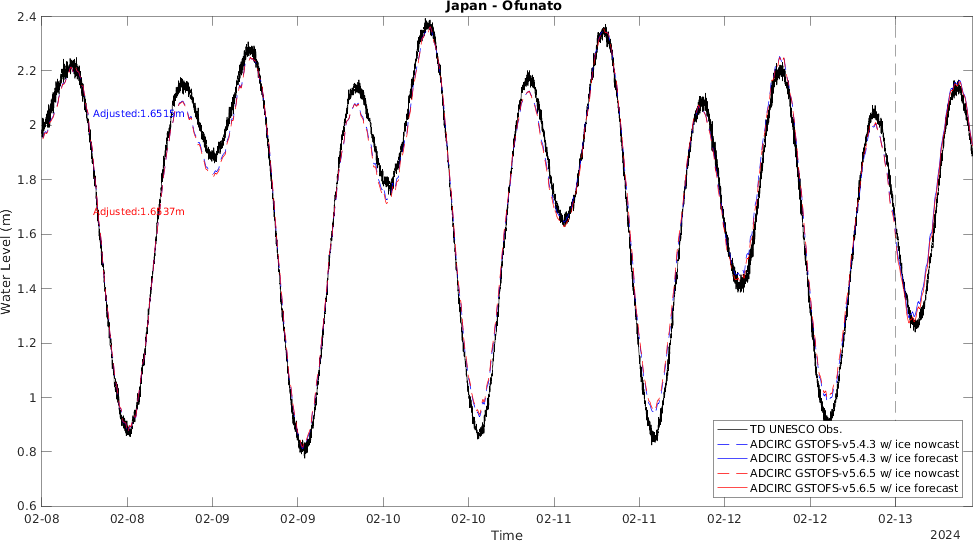 Japan - Ofunato
2.4
2.2
2
1.8
1.6
1.4
1.2
1
0.8
0.6
Water Level (m)
Adjusted:1.6515m
Adjusted:1.6537m
TD UNESCO Obs.
ADCIRC GSTOFS-v5.4.3 w/ ice nowcast
ADCIRC GSTOFS-v5.4.3 w/ ice forecast
ADCIRC GSTOFS-v5.6.5 w/ ice nowcast
ADCIRC GSTOFS-v5.6.5 w/ ice forecast
02-08 02-08 02-09 02-09 02-10 02-10 02-11 02-11 02-12 02-12 02-13
Time
2024